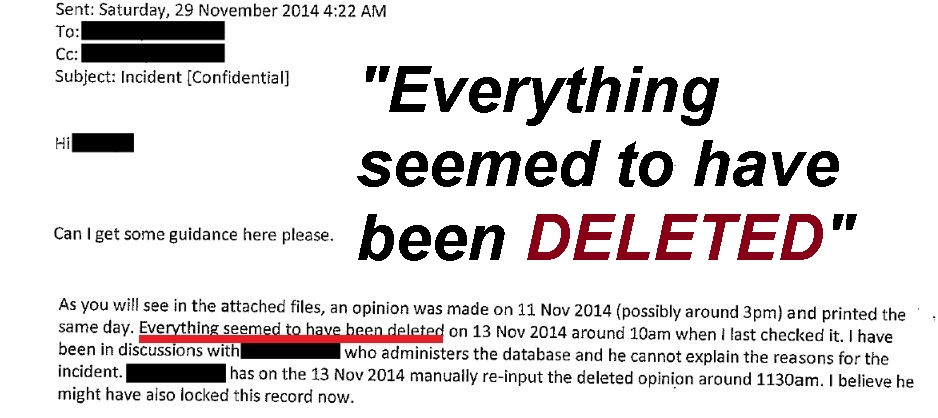 Sent: Saturday, 29 November 2014 4:22 AM
To:
Cc:
Subject: Incident [Confidential]
"Everything
seemed to have
been DELETED"
Hi
Can I get some guidance here please.
As you will see in the attached files, an opinion was made on 11 Nov 2014 (possibly around 3pm) and printed the
same day. Everything seemed to have been deleted on 13 Nov 2014 around 10am when I last checked it. I have
been in discussions with who administers the database and he cannot explain the reasons for the
incident. has on the 13 Nov 2014 manually re-input the deleted opinion around 1130am. I believe he
might have also locked this record now.